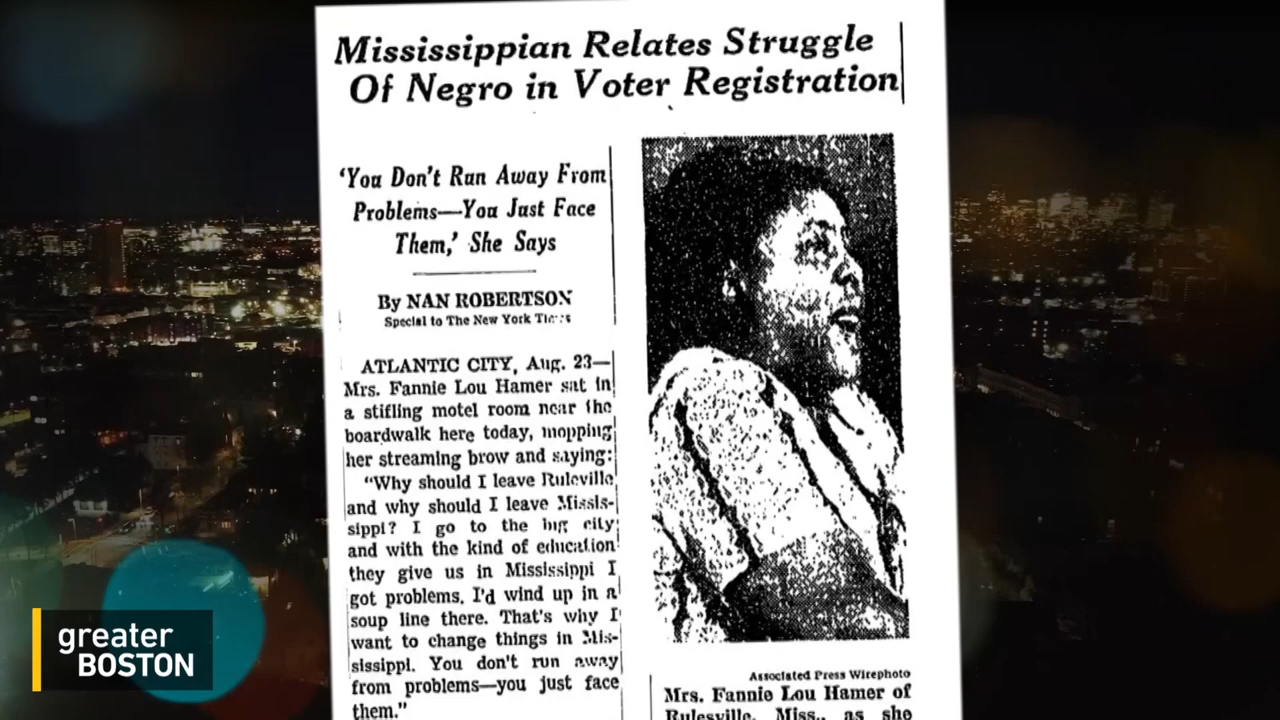 Mississippian Relates Struggle
Of Negro in Voter Registration
‘You Don’t Run Away From
Problems—You Just Face
Them,’ She Says
By NAN ROBERTSON
Special to The New York Times
ATLANTIC CITY, Aug. 23—
Mrs. Fannie Lou Hamer sat in
a stifling motel room near the
boardwalk here today, mopping
her streaming brow and saying:
“Why should I leave Ruleville
and why should I leave Missis-
sippi? I go to the big city
and with the kind of education
they give us in Mississippi I
got problems. I'd wind up in a
soup line there. That's why I
want to change things in Mis-
sissippi. You don't run away
from problems—you just face
them.”
Associated Press Wirephoto
Mrs. Fannie Lou Hamer of
Rulesville, Miss., as she
greater
BOSTON